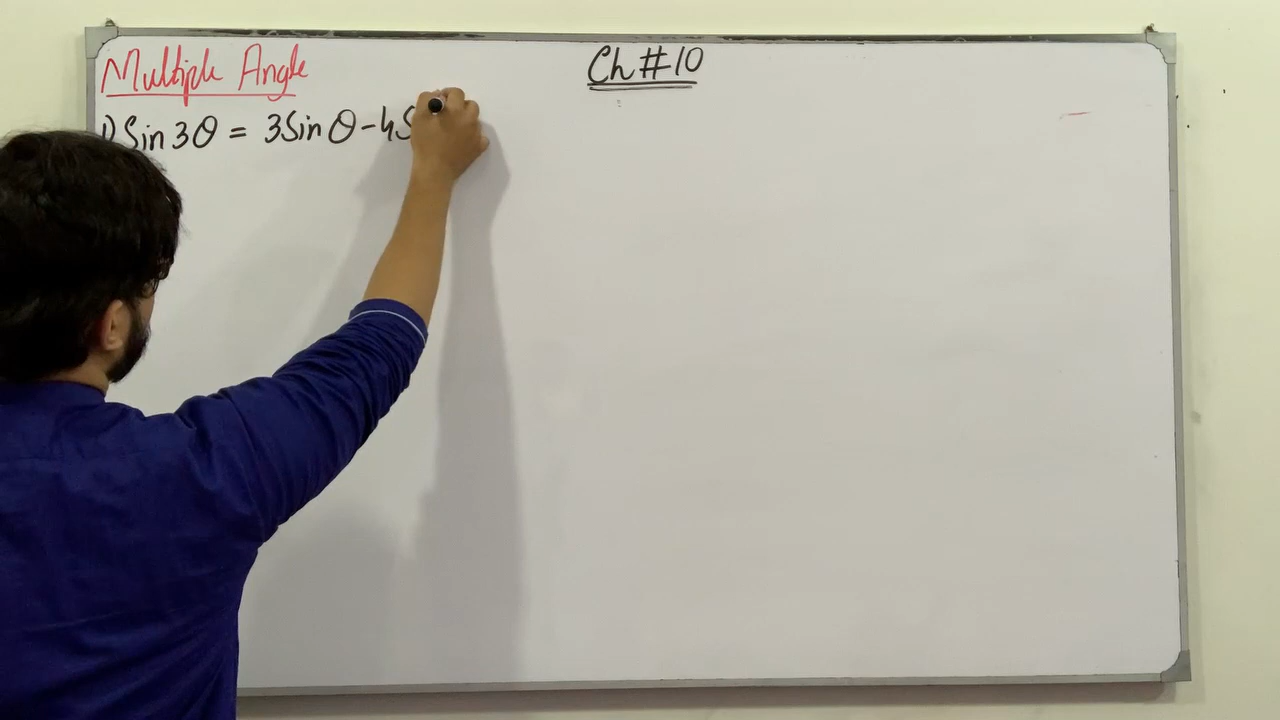 Ch #10
Multiple Angle
1) Sin 3θ = 3Sin θ - 4S